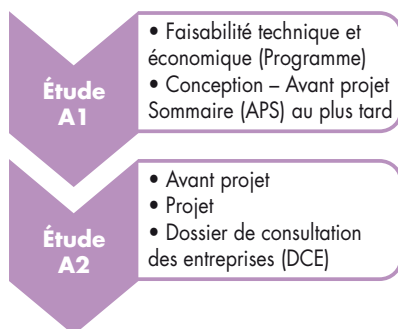 Étude
A1
• Faisabilité technique et
économique (Programme)
• Conception – Avant projet
Sommaire (APS) au plus tard
Étude
A2
• Avant projet
• Projet
• Dossier de consultation
des entreprises (DCE)